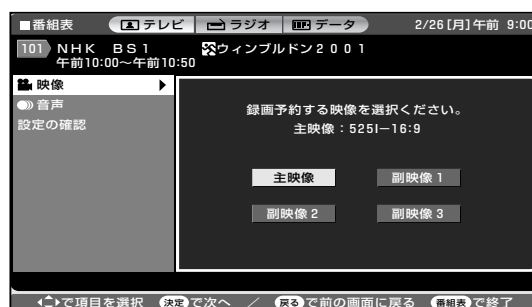 ■番組表 テレビ ラジオ データ 2/26[月]午前 9:00
101 NHK BS1 ウィンブルドン2001
午前10:00〜午前10:50
映像
音声
設定の確認
録画予約する映像を選択ください。
主映像：525I−16:9
主映像 副映像1
副映像2 副映像3
で項目を選択 決定で次へ ／ 戻るで前の画面に戻る 番組表で終了